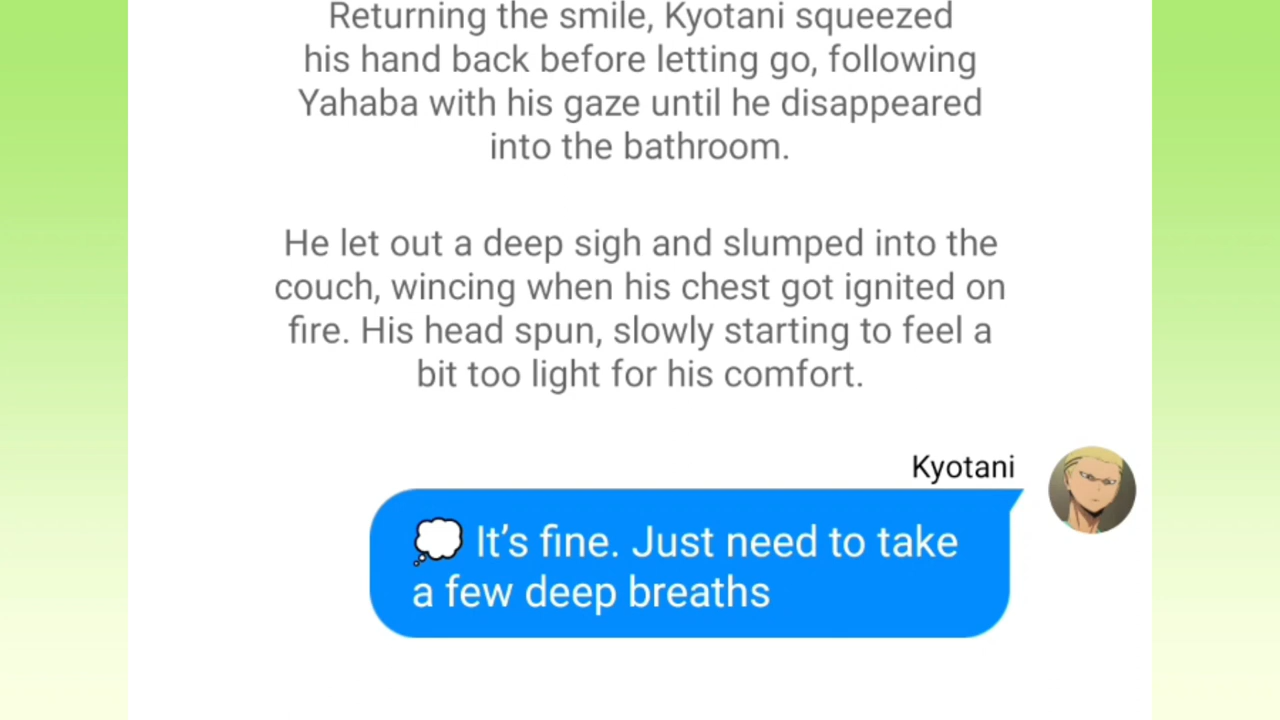 Returning the smile, Kyotani squeezed
his hand back before letting go, following
Yahaba with his gaze until he disappeared
into the bathroom.
He let out a deep sigh and slumped into the
couch, wincing when his chest got ignited on
fire. His head spun, slowly starting to feel a
bit too light for his comfort.
Kyotani
💭 It’s fine. Just need to take
a few deep breaths